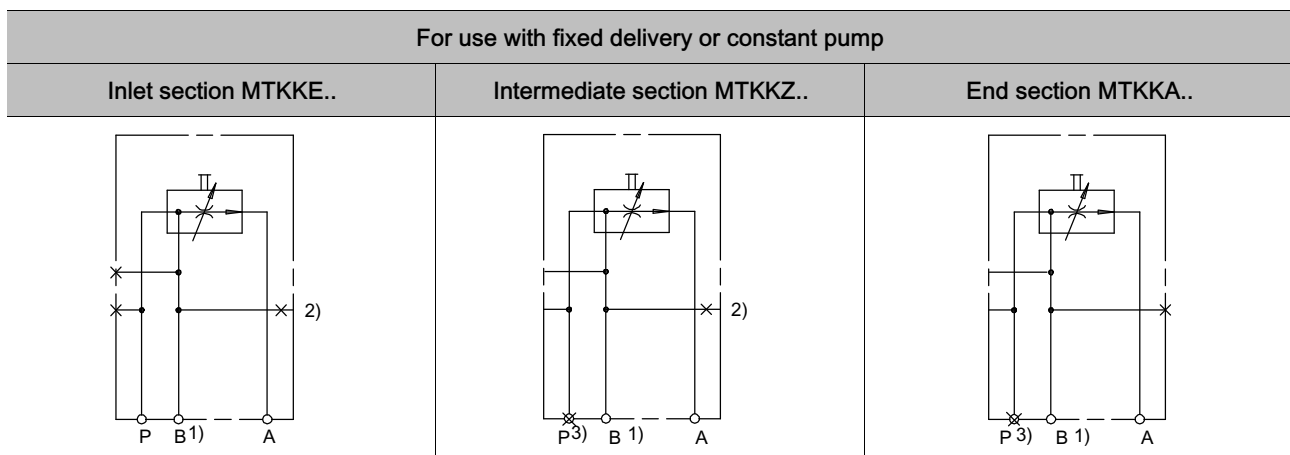 For use with fixed delivery or constant pump
Inlet section MTKKE.. Intermediate section MTKKZ.. End section MTKKA..
2) 2)
P B 1) A P 3) B 1) A P 3) B 1) A